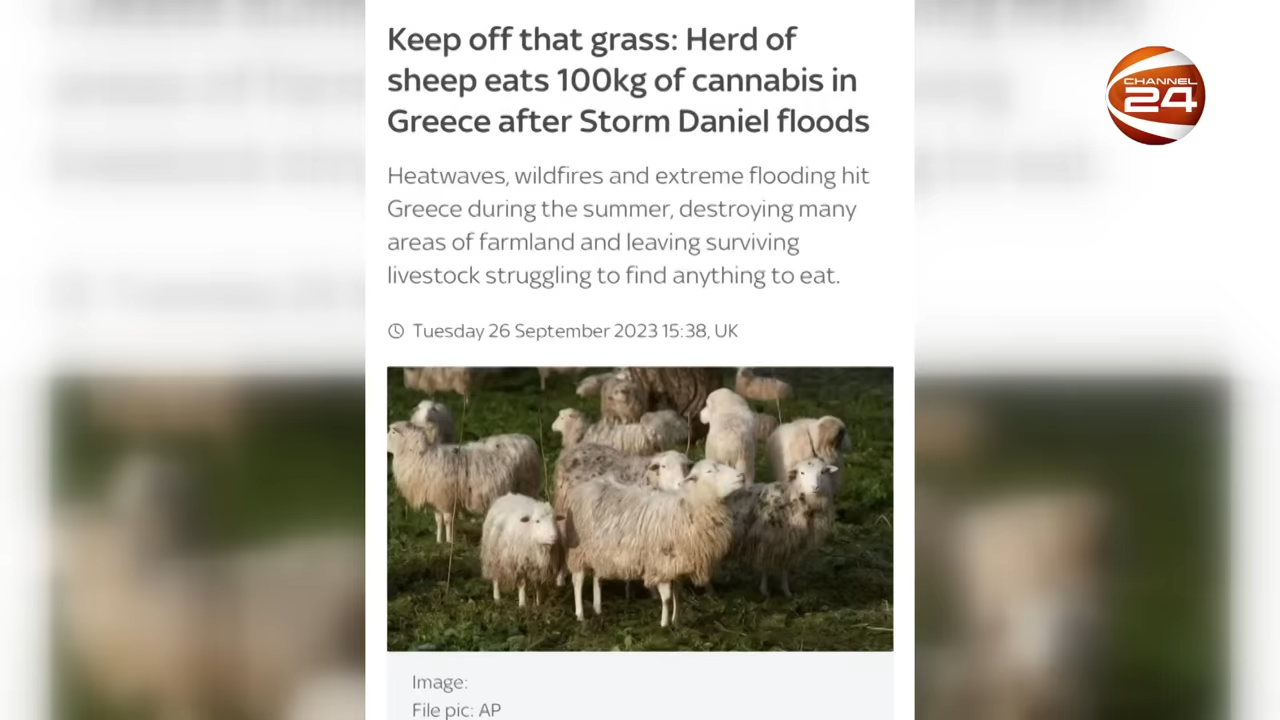 Keep off that grass: Herd of
sheep eats 100kg of cannabis in
Greece after Storm Daniel floods
CHANNEL
24
Heatwaves, wildfires and extreme flooding hit
Greece during the summer, destroying many
areas of farmland and leaving surviving
livestock struggling to find anything to eat.
Tuesday 26 September 2023 15:38, UK
Image:
File pic: AP